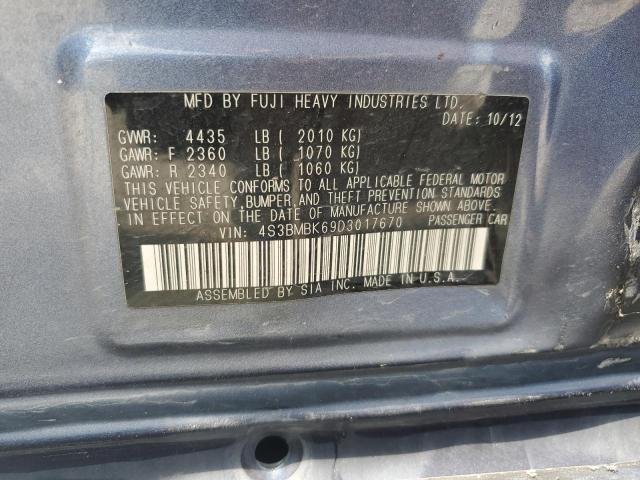 MFD BY FUJI HEAVY INDUSTRIES LTD.
DATE: 10/12
GVWR: 4435 LB ( 2010 KG)
GAWR: F 2360 LB ( 1070 KG)
GAWR: R 2340 LB ( 1060 KG)
THIS VEHICLE CONFORMS TO ALL APPLICABLE FEDERAL MOTOR
VEHICLE SAFETY, BUMPER, AND THEFT PREVENTION STANDARDS
IN EFFECT ON THE DATE OF MANUFACTURE SHOWN ABOVE.
VIN: 4S3BMBK69D3017670 PASSENGER CAR
ASSEMBLED BY SIA INC. MADE IN U.S.A.